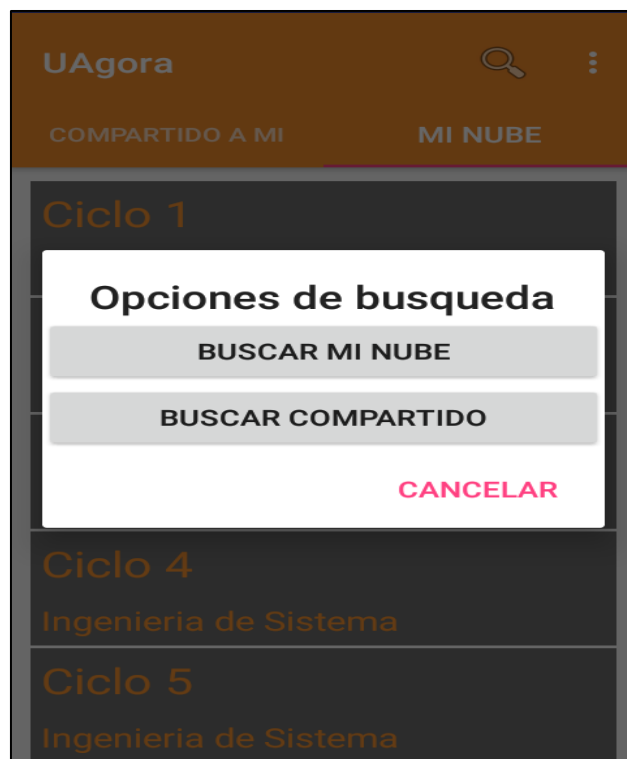 UAgora
COMPARTIDO A MI
MI NUBE
Ciclo 1
Opciones de busqueda
BUSCAR MI NUBE
BUSCAR COMPARTIDO
CANCELAR
Ciclo 4
Ingenieria de Sistema
Ciclo 5
Ingenieria de Sistema